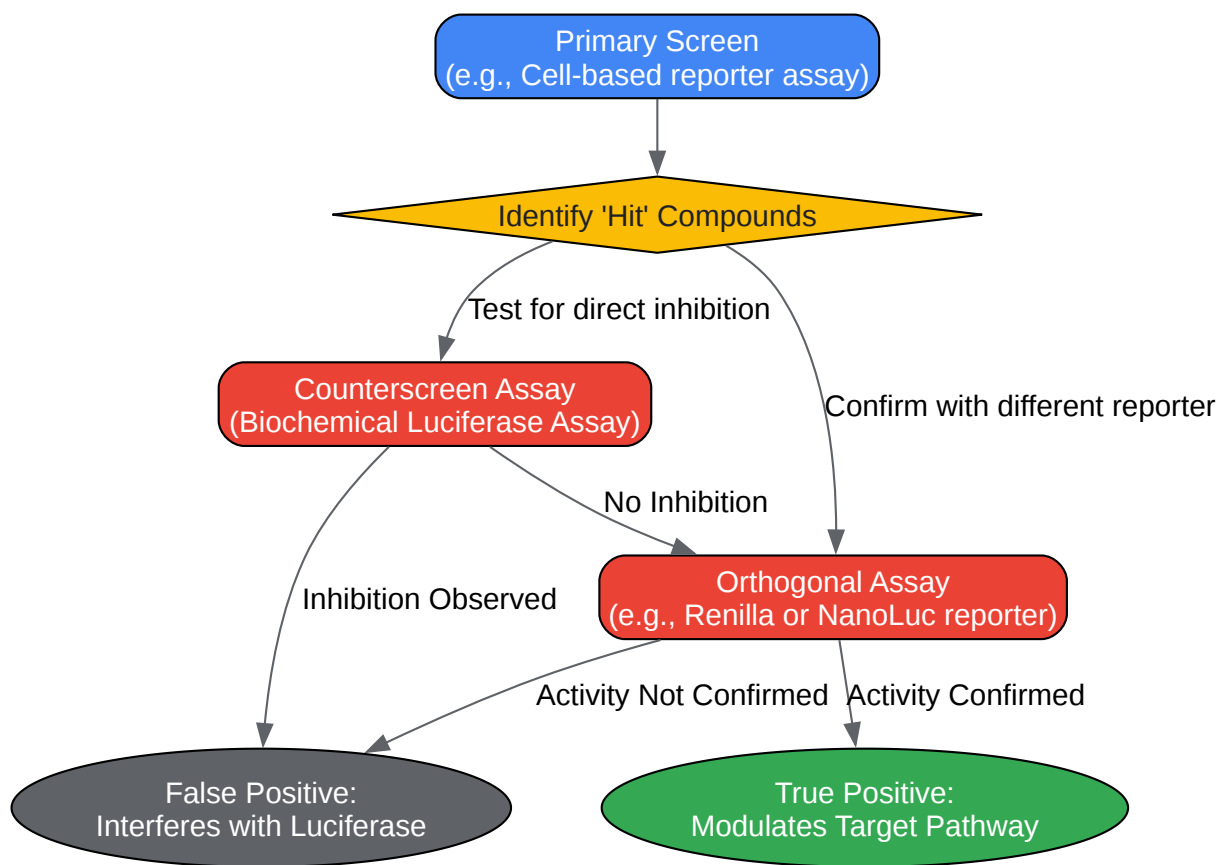 Primary Screen
(e.g., Cell-based reporter assay)
Identify 'Hit' Compounds
Test for direct inhibition
Counterscreen Assay
(Biochemical Luciferase Assay)
Confirm with different reporter
No Inhibition
Orthogonal Assay
(e.g., Renilla or NanoLuc reporter)
Inhibition Observed
Activity Not Confirmed
Activity Confirmed
False Positive:
Interferes with Luciferase
True Positive:
Modulates Target Pathway